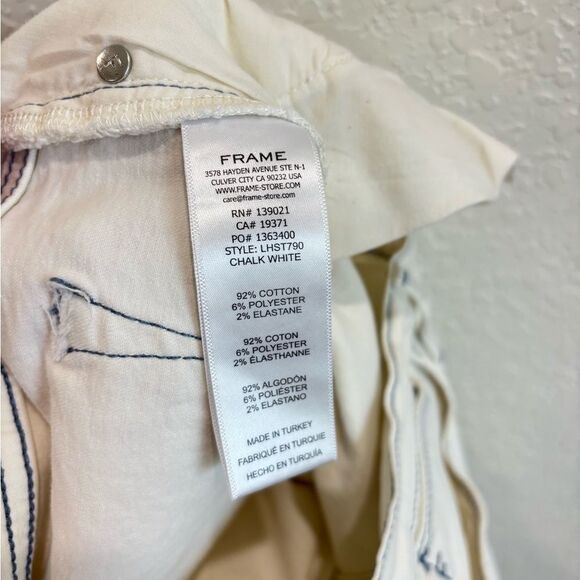 FRAME
3578 HAYDEN AVENUE STE N-1
CULVER CITY CA 90232 USA
WWW.FRAME-STORE.COM
care@frame-store.com
RN# 139021
CA# 19371
PO# 1363400
STYLE: LHST790
CHALK WHITE
92% COTTON
6% POLYESTER
2% ELASTANE
92% COTON
6% POLYESTER
2% ÉLASTHANNE
92% ALGODÓN
6% POLIÉSTER
2% ELASTANO
MADE IN TURKEY
FABRIQUÉ EN TURQUIE
HECHO EN TURQUÍA